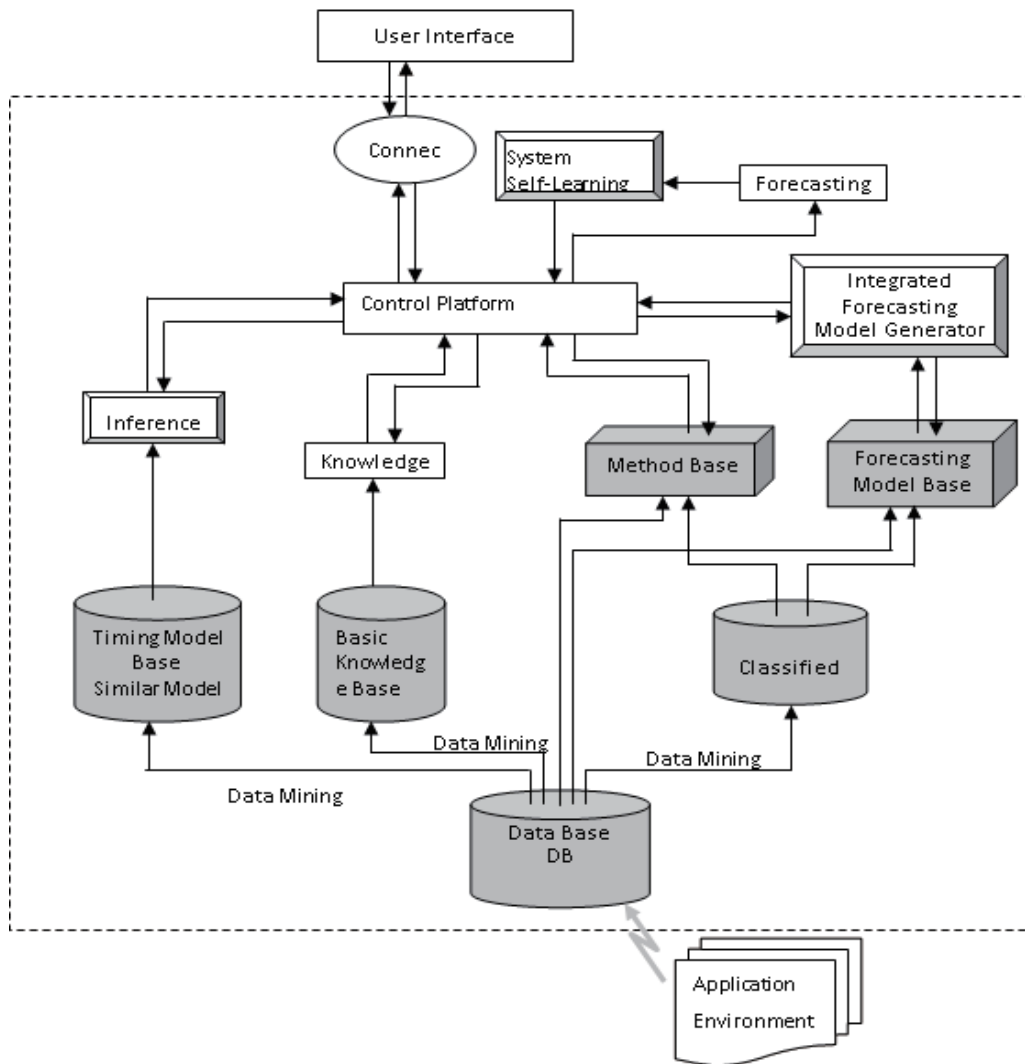 User Interface
Connec
System
Self-Learning
Forecasting
Control Platform
Integrated
Forecasting
Model Generator
Inference
Knowledge
Method Base
Forecasting
Model Base
Timing Model
Base
Similar Model
Basic
Knowledg
e Base
Classified
Data Mining
Data Mining
Data Mining
Data Base
DB
Application
Environment